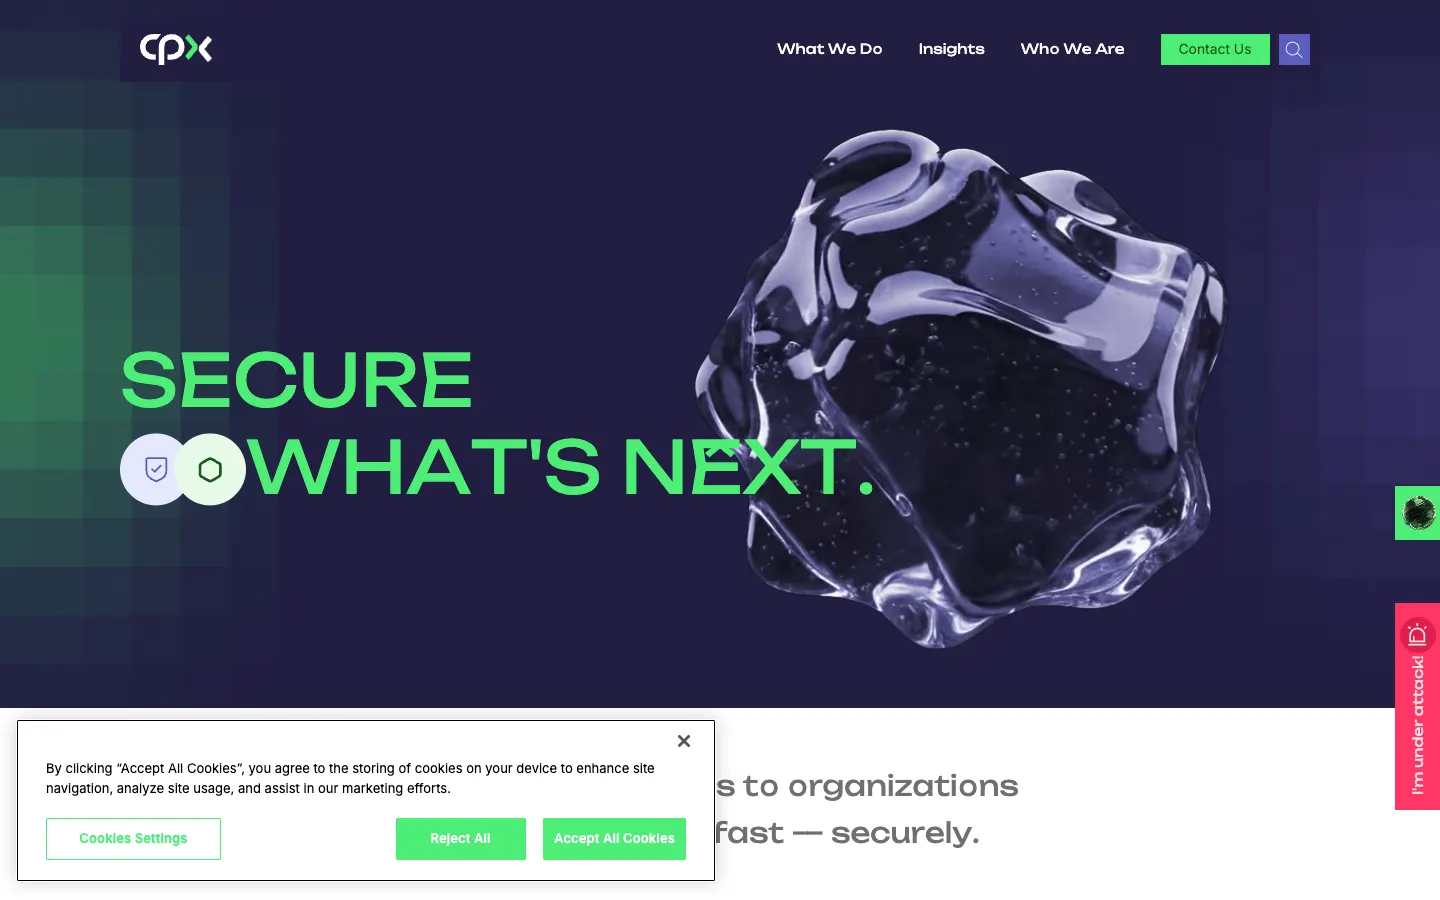 cpx
What We Do
Insights
Who We Are
Contact Us
SECURE
WHAT'S NEXT.
I'm under attack!
s to organizations
fast — securely.
By clicking “Accept All Cookies”, you agree to the storing of cookies on your device to enhance site
navigation, analyze site usage, and assist in our marketing efforts.
Cookies Settings
Reject All
Accept All Cookies